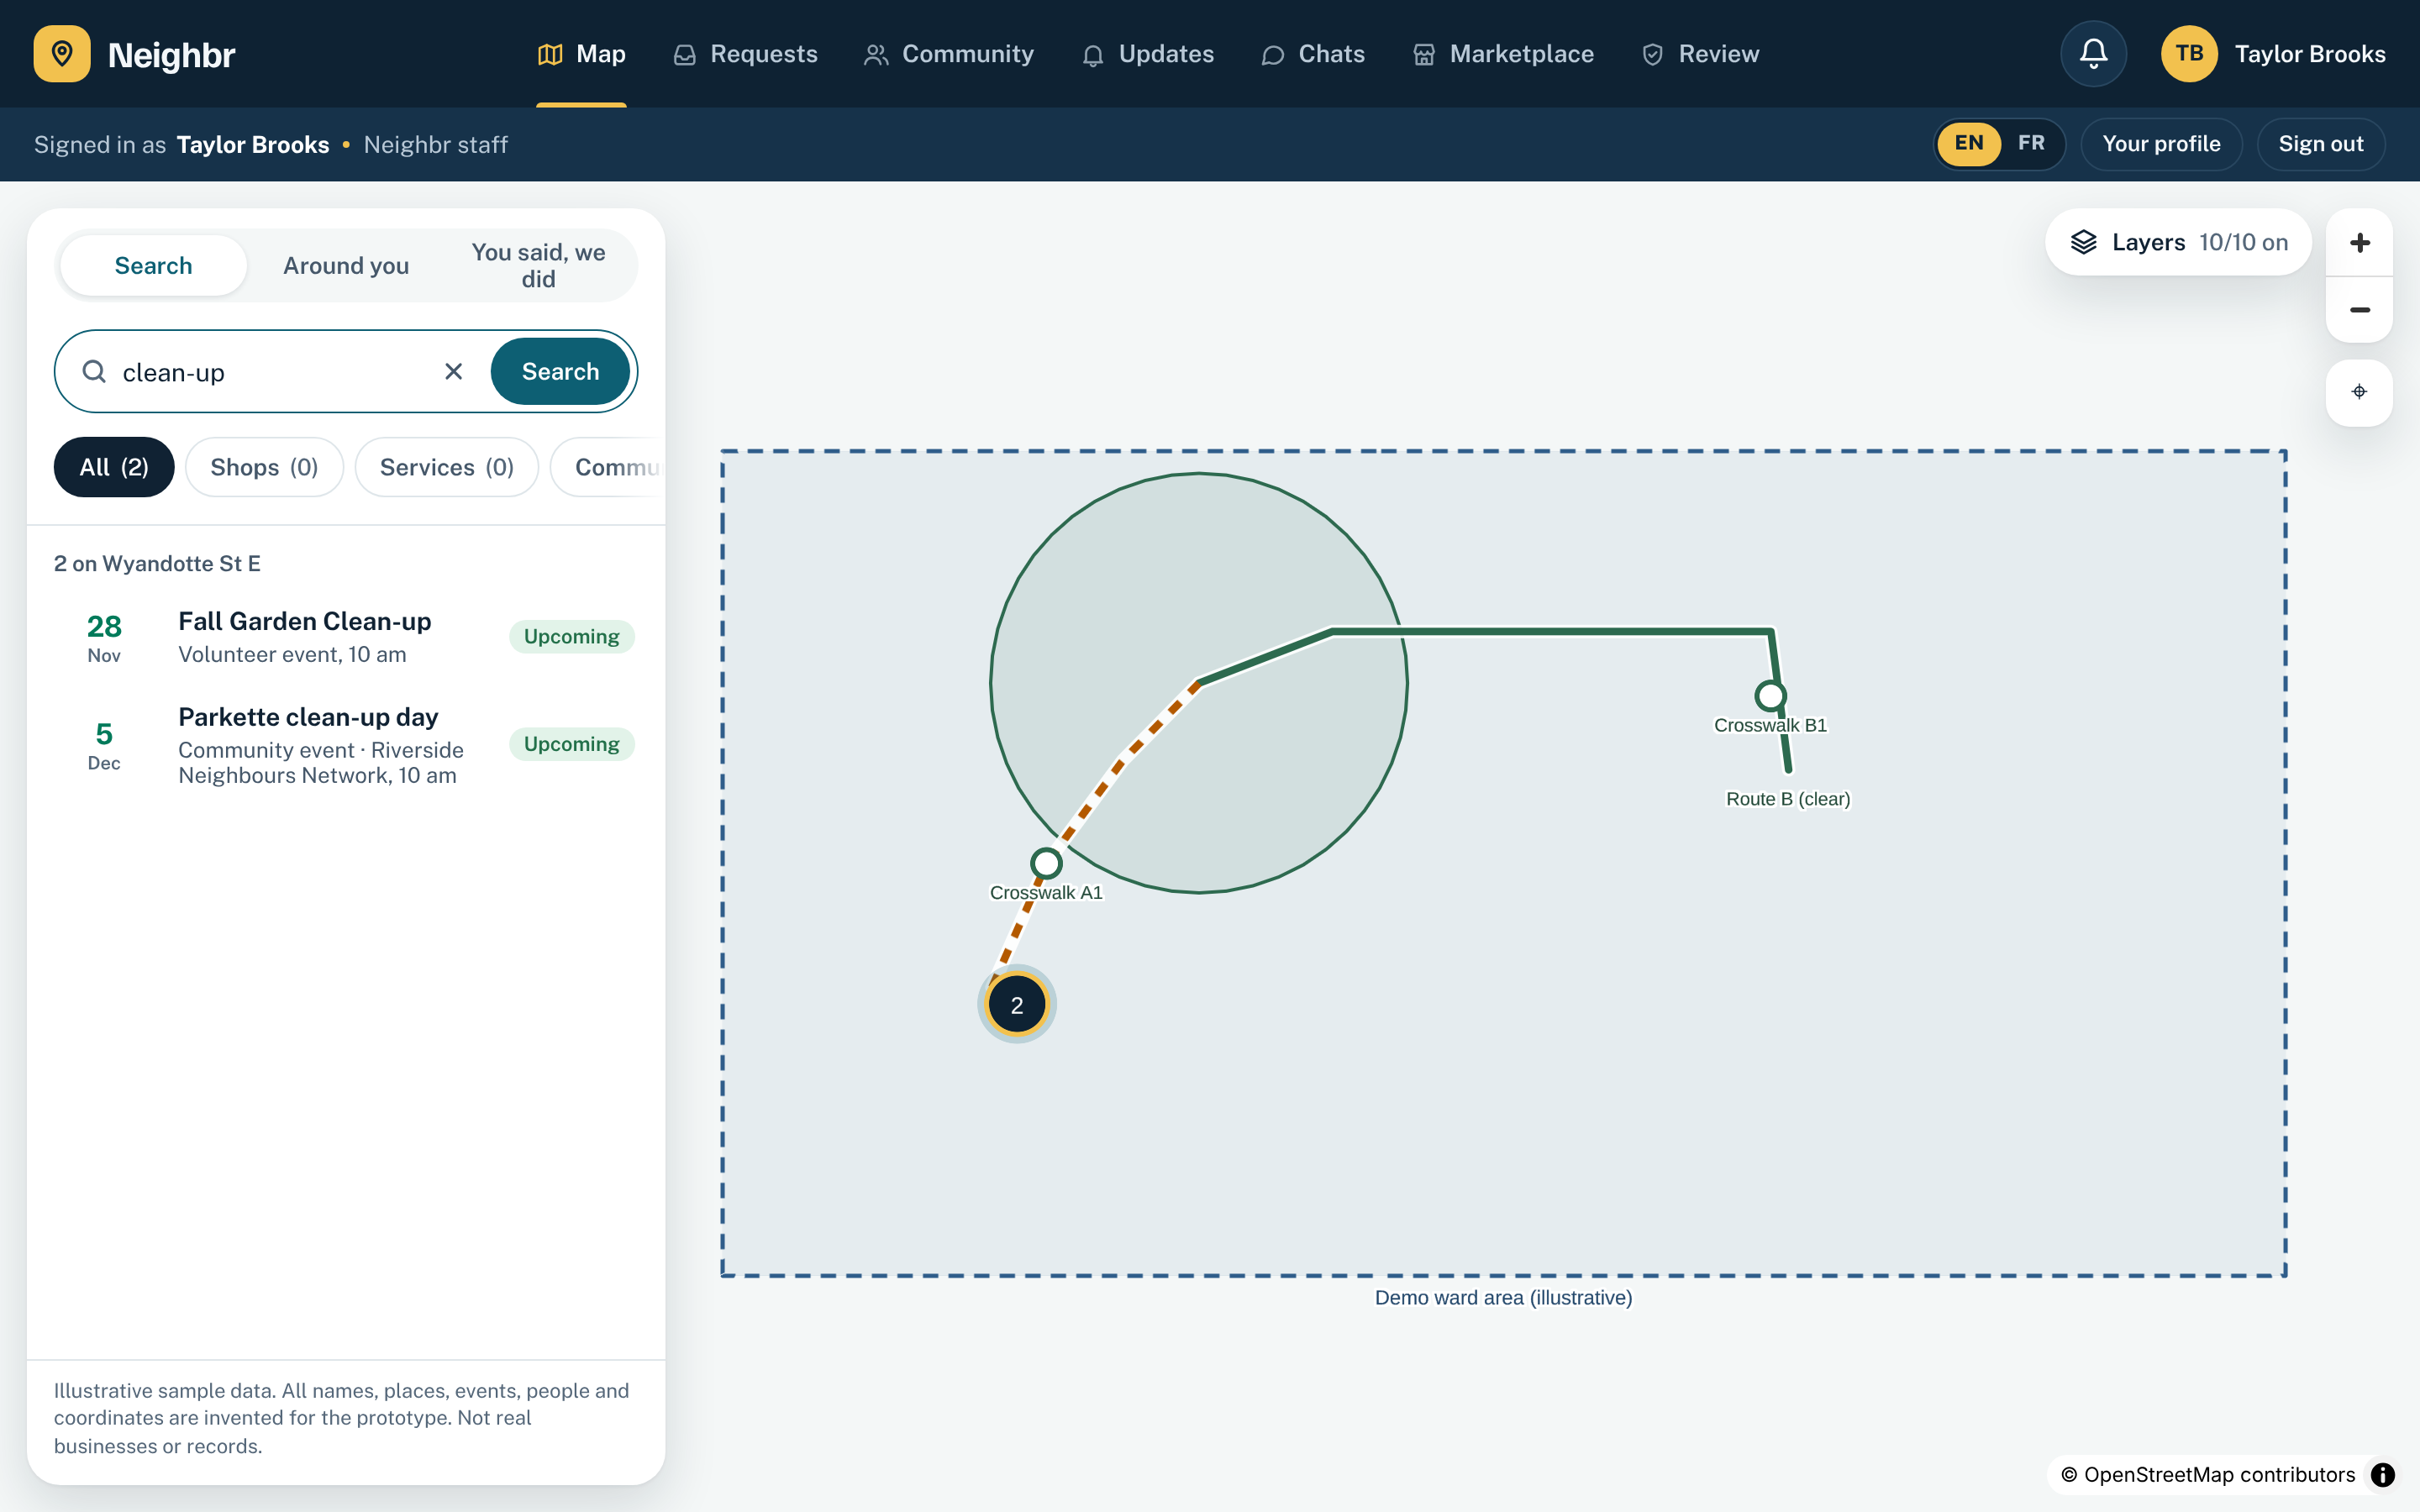 Neighbr
Map
Requests
Community
Updates
Chats
Marketplace
Review
TB
Taylor Brooks
Signed in as Taylor Brooks • Neighbr staff
EN
FR
Your profile
Sign out
Search
Around you
You said, we
did
clean-up
Search
All (2)
Shops (0)
Services (0)
2 on Wyandotte St E
28
Nov
Fall Garden Clean-up
Volunteer event, 10 am
Upcoming
5
Dec
Parkette clean-up day
Community event · Riverside
Neighbours Network, 10 am
Upcoming
Illustrative sample data. All names, places, events, people and
coordinates are invented for the prototype. Not real
businesses or records.
Layers 10/10 on
Crosswalk B1
Route B (clear)
Crosswalk A1
2
Demo ward area (illustrative)
© OpenStreetMap contributors